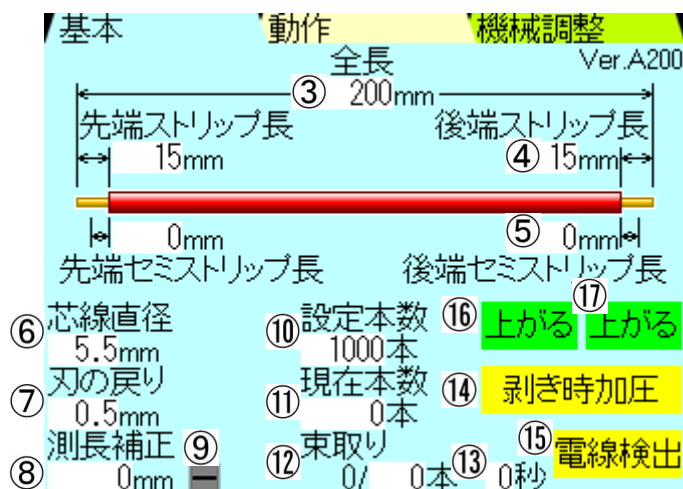 基本 動作 機械調整
全長 Ver.A200
③ 200mm
先端ストリップ長 後端ストリップ長
15mm ④ 15mm
0mm ⑤ 0mm
先端セミストリップ長 後端セミストリップ長
芯線直径 設定本数 ⑯ 上がる ⑰ 上がる
⑥ 5.5mm ⑩ 1000本
刃の戻り 現在本数 ⑭ 剥き時加圧
⑦ 0.5mm ⑪ 0本
測長補正 ⑨ 束取り ⑮ 電線検出
⑧ 0mm ー ⑫ 0/ 0本 ⑬ 0秒